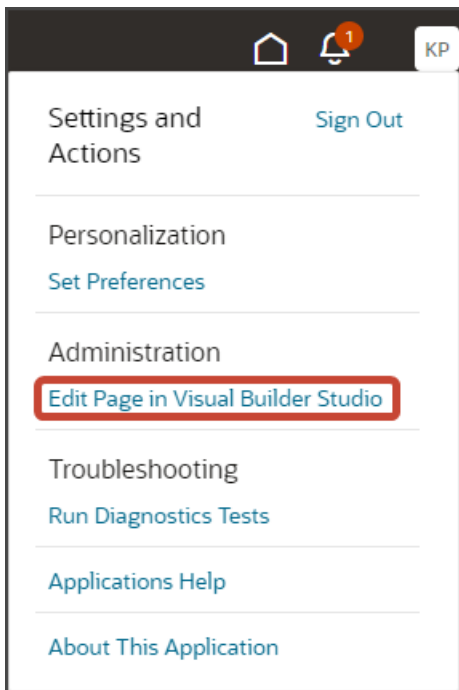 1
KP
Settings and
Actions
Sign Out
Personalization
Set Preferences
Administration
Edit Page in Visual Builder Studio
Troubleshooting
Run Diagnostics Tests
Applications Help
About This Application